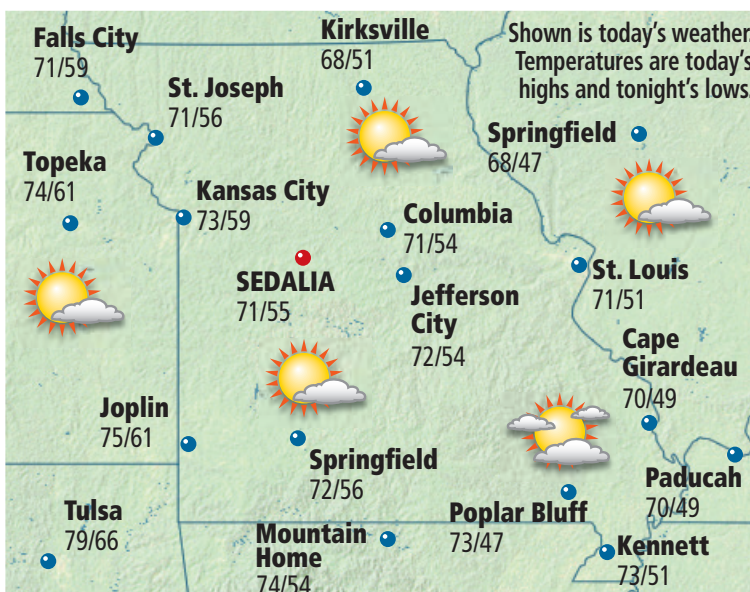 Shown is today's weather.
Temperatures are today's
highs and tonight's lows.
Falls City
71/59
Kirksville
68/51
St. Joseph
71/56
Springfield
68/47
Topeka
74/61
Kansas City
73/59
Columbia
71/54
SEDALIA
71/55
Jefferson
City
72/54
St. Louis
71/51
Cape
Girardeau
70/49
Joplin
75/61
Springfield
72/56
Paducah
70/49
Tulsa
79/66
Mountain
Home
74/54
Poplar Bluff
73/47
Kennett
73/51